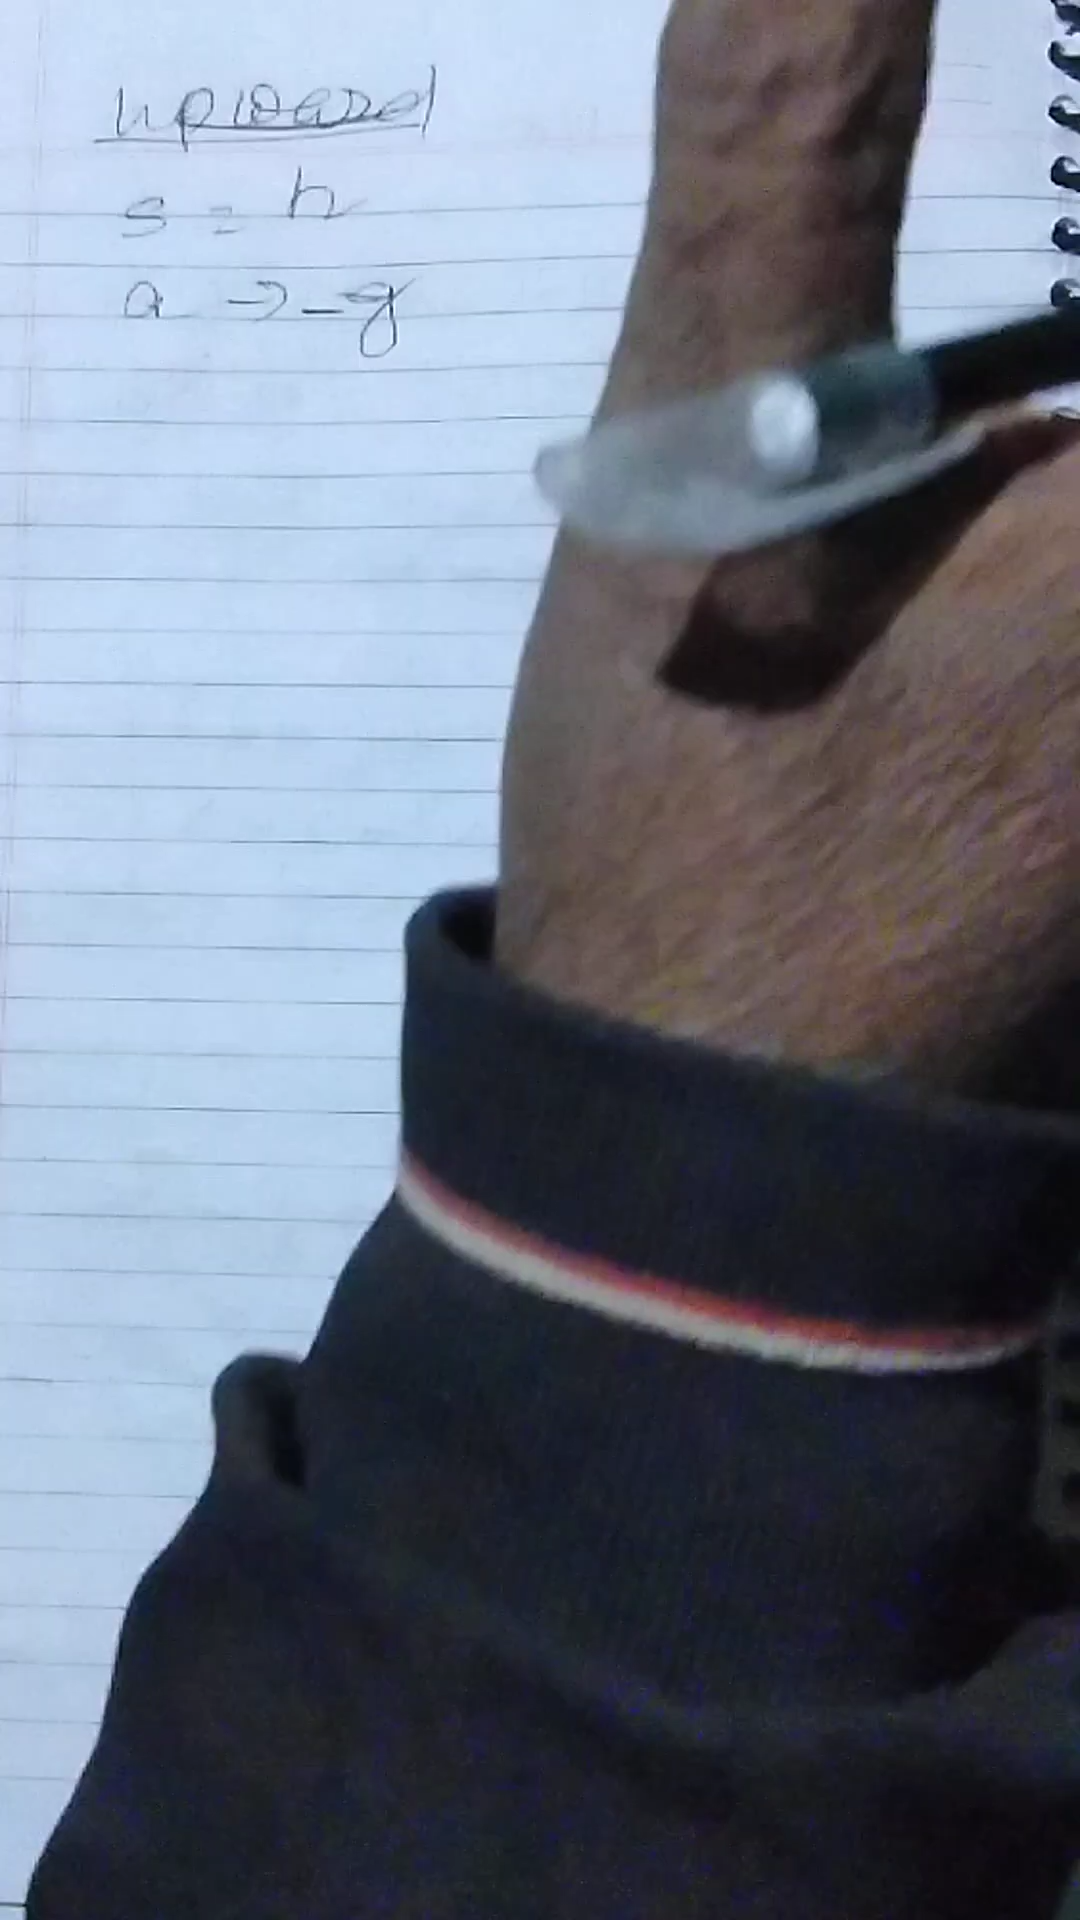 upward
s = h
a → -g